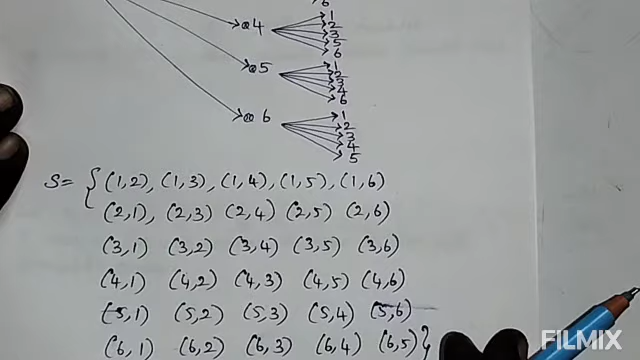 6
4
1
2
3
5
6
5
1
2
3
4
6
6
1
2
3
4
5
S= { (1,2), (1,3), (1,4), (1,5), (1,6)
(2,1), (2,3) (2,4) (2,5) (2,6)
(3,1) (3,2) (3,4) (3,5) (3,6)
(4,1) (4,2) (4,3) (4,5) (4,6)
(5,1) (5,2) (5,3) (5,4) (5,6)
(6,1) (6,2) (6,3) (6,4) (6,5) }
FILMIX